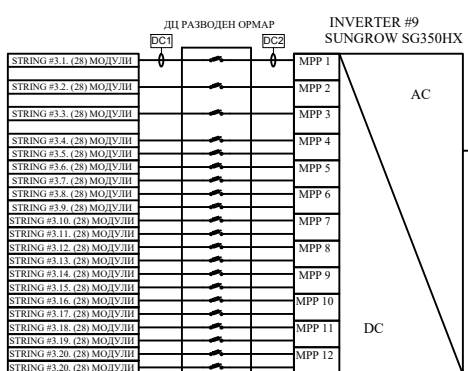 ДЦ РАЗВОДЕН ОРМАР
INVERTER #9
SUNGROW SG350HX
DC1
DC2
STRING #3.1. (28) МОДУЛИ
MPP 1
STRING #3.2. (28) МОДУЛИ
MPP 2
AC
STRING #3.3. (28) МОДУЛИ
MPP 3
STRING #3.4. (28) МОДУЛИ
MPP 4
STRING #3.5. (28) МОДУЛИ
STRING #3.6. (28) МОДУЛИ
MPP 5
STRING #3.7. (28) МОДУЛИ
STRING #3.8. (28) МОДУЛИ
MPP 6
STRING #3.9. (28) МОДУЛИ
STRING #3.10. (28) МОДУЛИ
MPP 7
STRING #3.11. (28) МОДУЛИ
STRING #3.12. (28) МОДУЛИ
MPP 8
STRING #3.13. (28) МОДУЛИ
STRING #3.14. (28) МОДУЛИ
MPP 9
STRING #3.15. (28) МОДУЛИ
STRING #3.16. (28) МОДУЛИ
MPP 10
STRING #3.17. (28) МОДУЛИ
STRING #3.18. (28) МОДУЛИ
MPP 11
DC
STRING #3.19. (28) МОДУЛИ
STRING #3.20. (28) МОДУЛИ
MPP 12
STRING #3.20. (28) МОДУЛИ